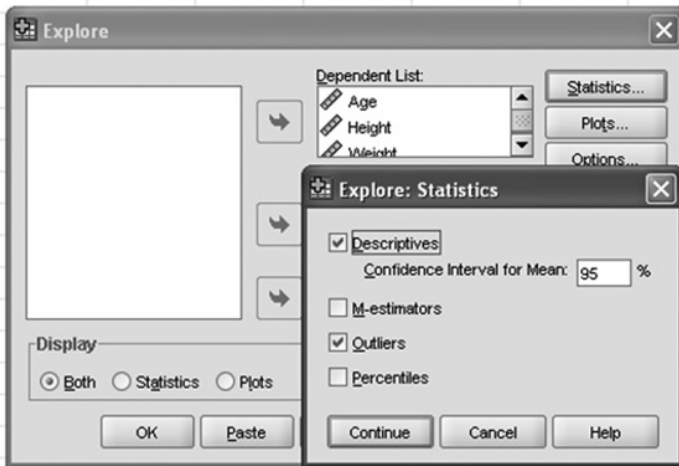 Explore
Dependent List:
Age
Height
Weight
Statistics...
Plots...
Options...
Explore: Statistics
Descriptives
Confidence Interval for Mean: 95 %
M-estimators
Outliers
Percentiles
Continue
Cancel
Help
Display
Both
Statistics
Plots
OK
Paste